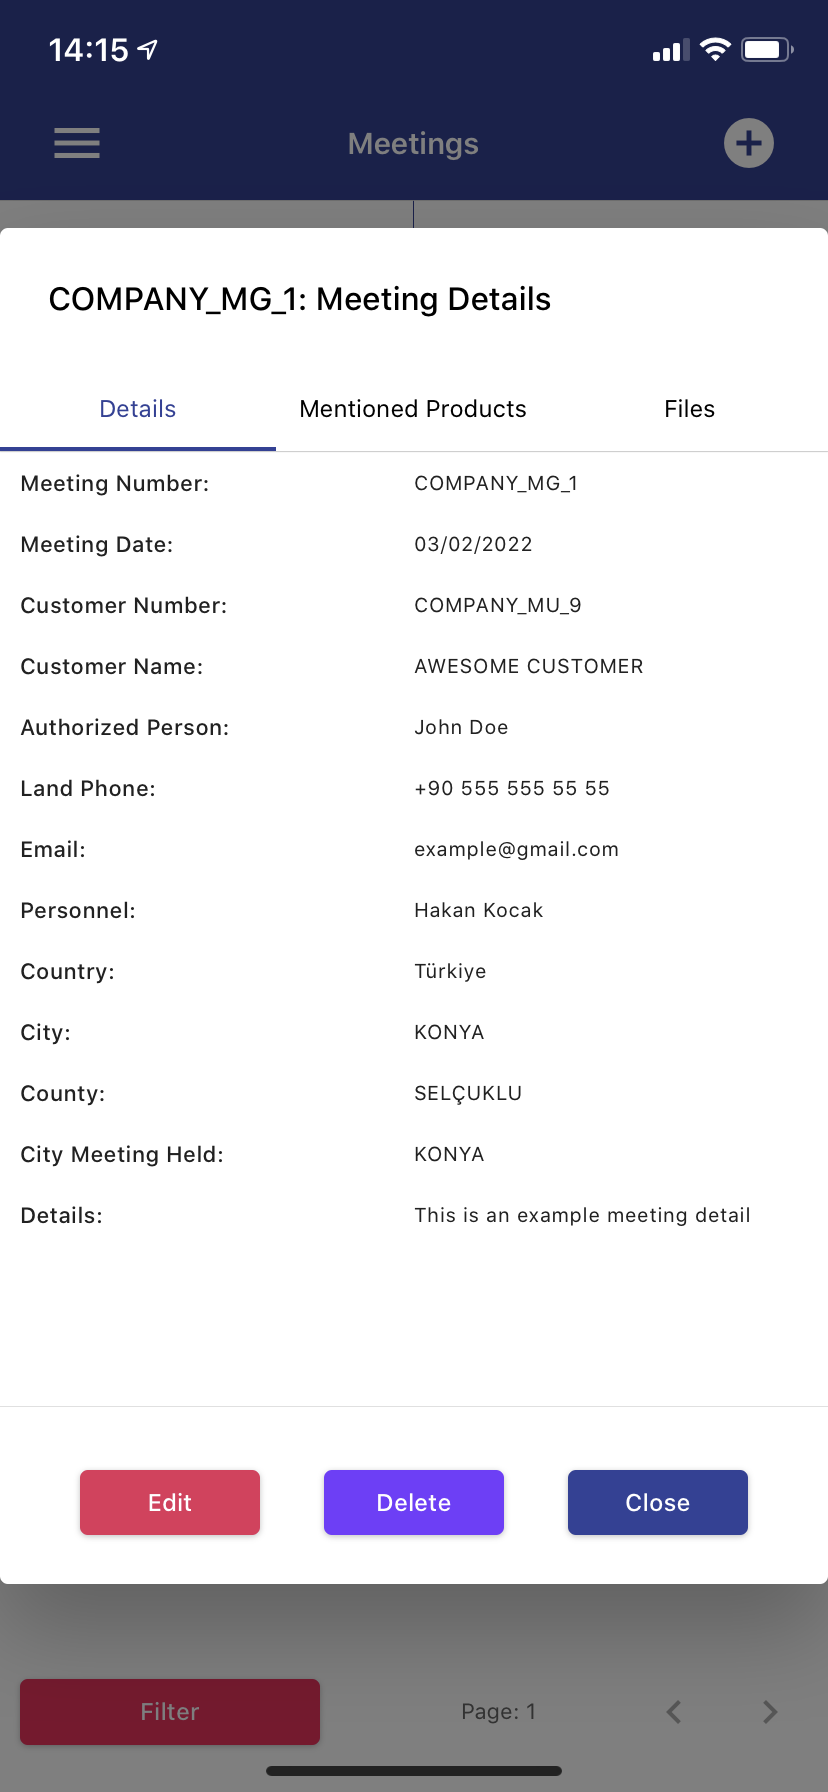 14:15
Meetings
COMPANY_MG_1: Meeting Details
Details Mentioned Products Files
Meeting Number: COMPANY_MG_1
Meeting Date: 03/02/2022
Customer Number: COMPANY_MU_9
Customer Name: AWESOME CUSTOMER
Authorized Person: John Doe
Land Phone: +90 555 555 55 55
Email: example@gmail.com
Personnel: Hakan Kocak
Country: Türkiye
City: KONYA
County: SELÇUKLU
City Meeting Held: KONYA
Details: This is an example meeting detail
Edit Delete Close
Filter Page: 1